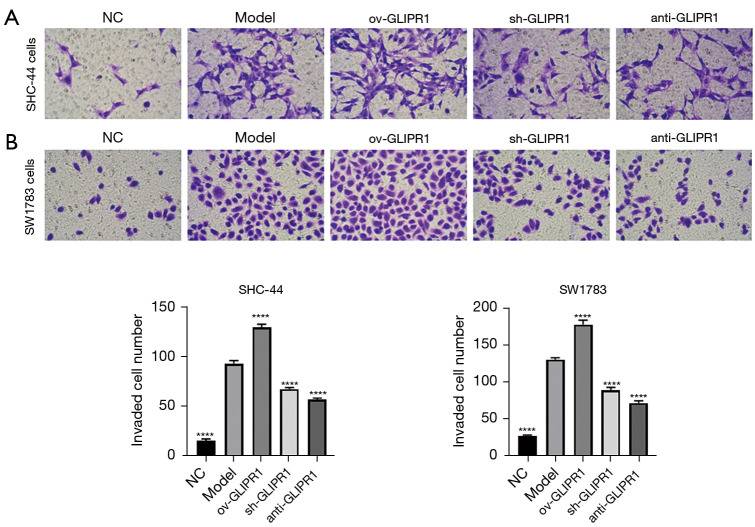 A
NC Model ov-GLIPR1 sh-GLIPR1 anti-GLIPR1
SHC-44 cells
B
NC Model ov-GLIPR1 sh-GLIPR1 anti-GLIPR1
SW1783 cells
SHC-44
Invaded cell number
150
100
50
0
****
****
****
****
NC
Model
ov-GLIPR1
sh-GLIPR1
anti-GLIPR1
SW1783
Invaded cell number
200
150
100
50
0
****
****
****
****
NC
Model
ov-GLIPR1
sh-GLIPR1
anti-GLIPR1